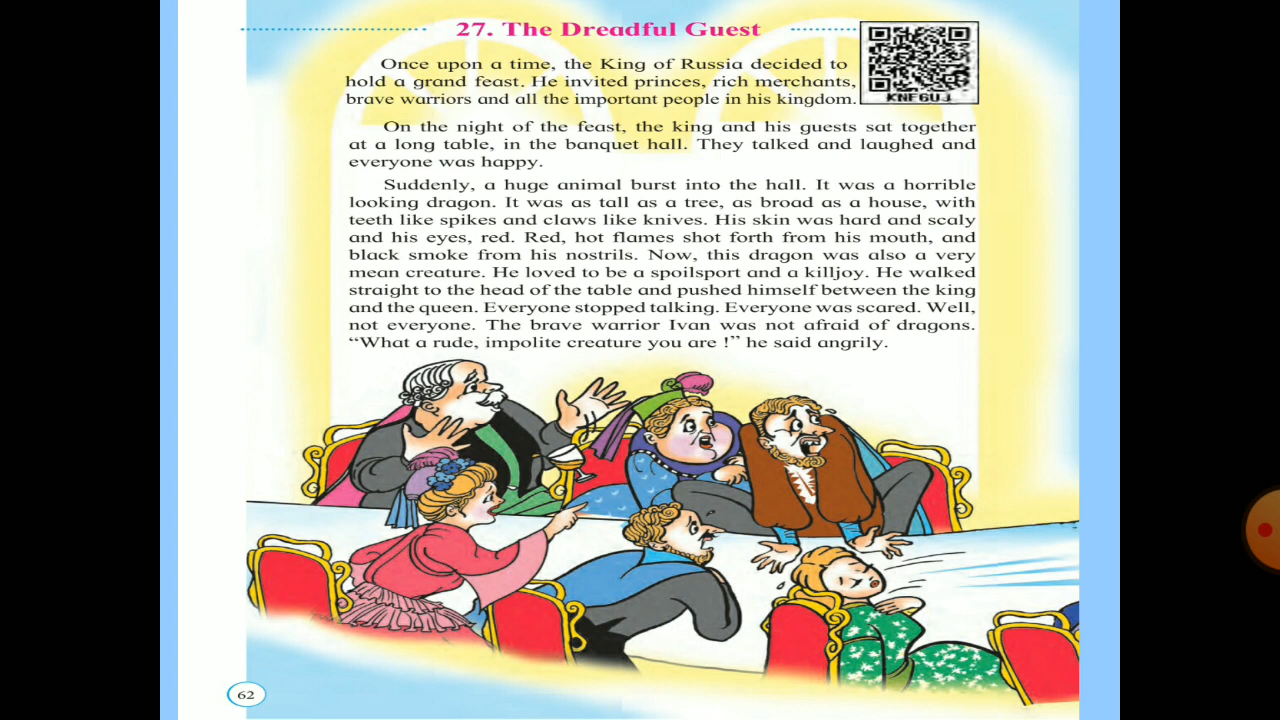 27. The Dreadful Guest
Once upon a time, the King of Russia decided to
hold a grand feast. He invited princes, rich merchants,
brave warriors and all the important people in his kingdom.
KNF6UJ
On the night of the feast, the king and his guests sat together
at a long table, in the banquet hall. They talked and laughed and
everyone was happy.
Suddenly, a huge animal burst into the hall. It was a horrible
looking dragon. It was as tall as a tree, as broad as a house, with
teeth like spikes and claws like knives. His skin was hard and scaly
and his eyes, red. Red, hot flames shot forth from his mouth, and
black smoke from his nostrils. Now, this dragon was also a very
mean creature. He loved to be a spoilsport and a killjoy. He walked
straight to the head of the table and pushed himself between the king
and the queen. Everyone stopped talking. Everyone was scared. Well,
not everyone. The brave warrior Ivan was not afraid of dragons.
“What a rude, impolite creature you are !” he said angrily.
62